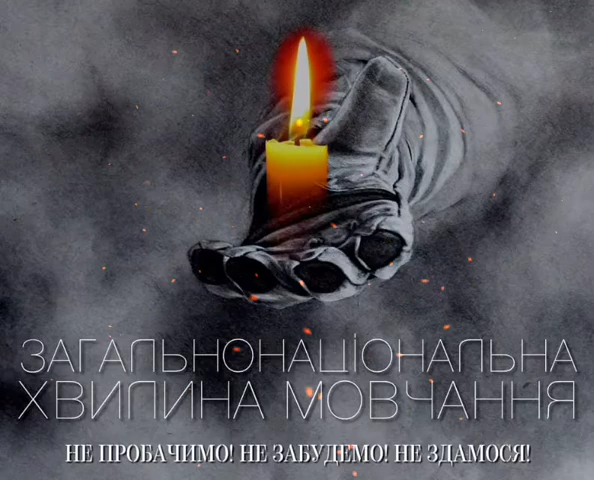 ЗАГАЛЬНОНАЦІОНАЛЬНА
ХВИЛИНА МОВЧАННЯ
НЕ ПРОБАЧИМО! НЕ ЗАБУДЕМО! НЕ ЗДАМОСЯ!